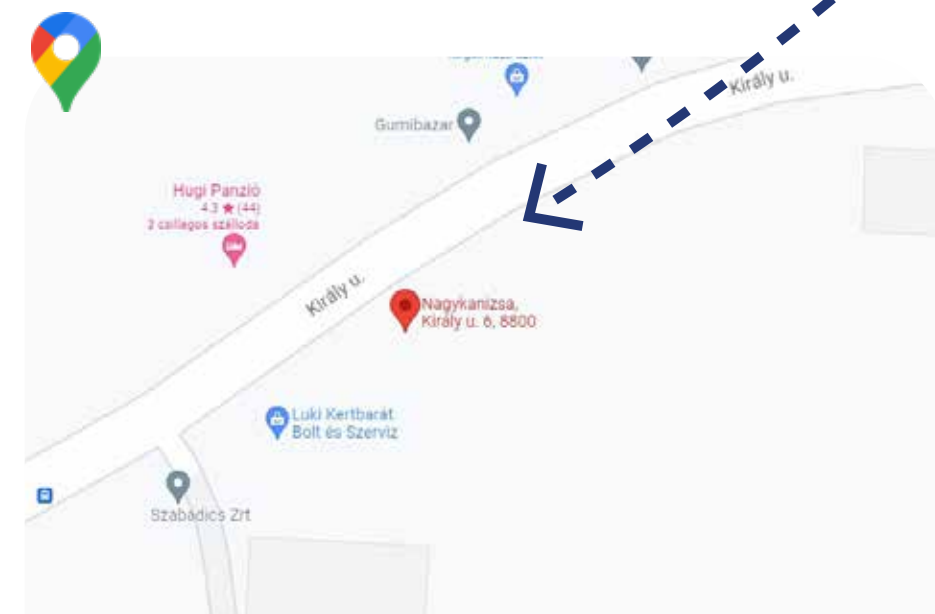 Király u.
Gumibazar
Hugi Panzió
4.3 ★ (44)
3 csillagos szálloda
Király u.
Nagykanizsa,
Király u. 6, 8800
Luki Kertbarát
Bolt és Szerviz
Szabadics Zrt